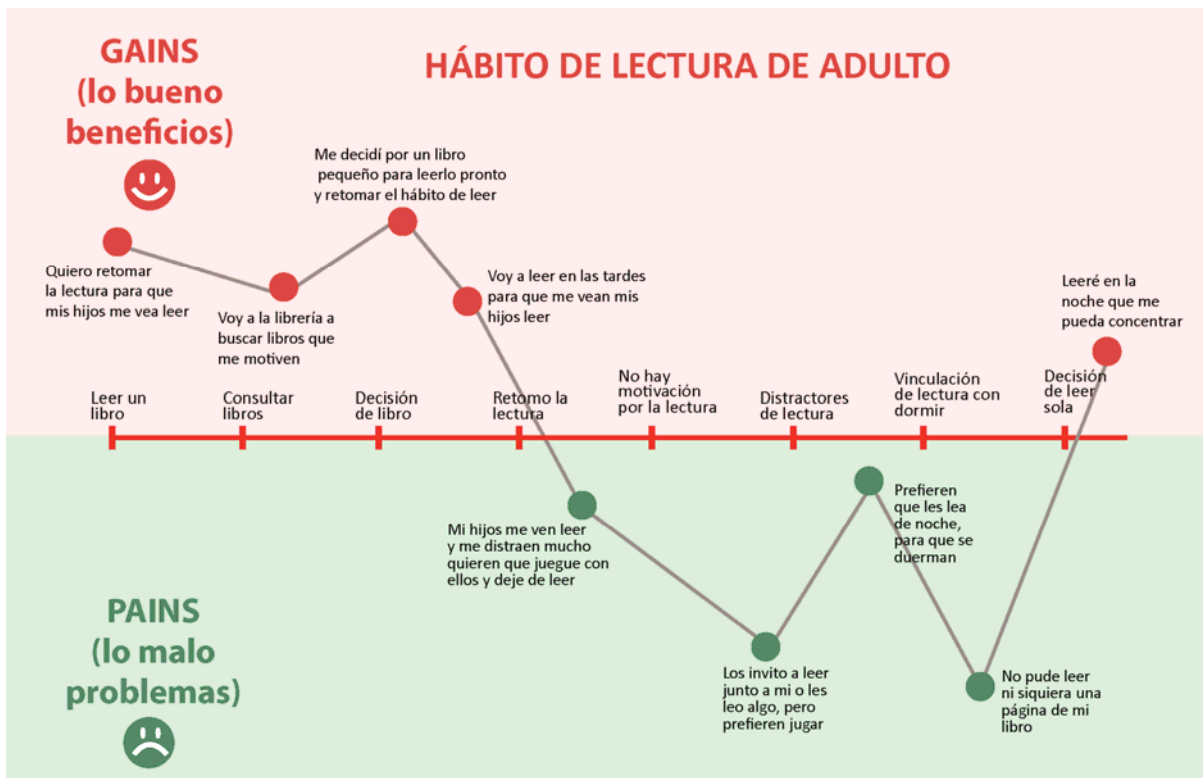 GAINS
(lo bueno
beneficios)
HÁBITO DE LECTURA DE ADULTO
Me decidí por un libro
pequeño para leerlo pronto
y retomar el hábito de leer
Quiero retomar
la lectura para que
mis hijos me vea leer
Voy a la librería a
buscar libros que
me motiven
Voy a leer en las tardes
para que me vean mis
hijos leer
Leeré en la
noche que me
pueda concentrar
Leer un
libro
Consultar
libros
Decisión
de libro
Retomo la
lectura
No hay
motivación
por la lectura
Distractores
de lectura
Vinculación
de lectura con
dormir
Decisión
de leer
sola
Mi hijos me ven leer
y me distraen mucho
quieren que juegue con
ellos y deje de leer
Prefieren
que les lea
de noche,
para que se
duerman
PAINS
(lo malo
problemas)
Los invito a leer
junto a mi o les
leo algo, pero
prefieren jugar
No pude leer
ni siquiera una
página de mi
libro